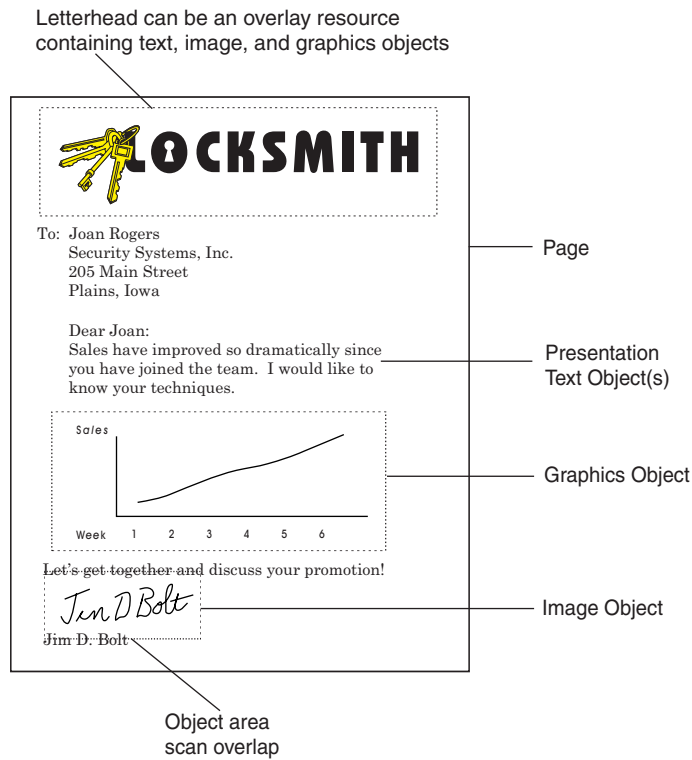 Letterhead can be an overlay resource
containing text, image, and graphics objects
LOCKSMITH
To: Joan Rogers
Security Systems, Inc.
205 Main Street
Plains, Iowa
Page
Dear Joan:
Sales have improved so dramatically since
you have joined the team. I would like to
know your techniques.
Presentation
Text Object(s)
Sales
Week 1 2 3 4 5 6
Graphics Object
Let's get together and discuss your promotion!
Jim D Bolt
Image Object
Jim D. Bolt
Object area
scan overlap